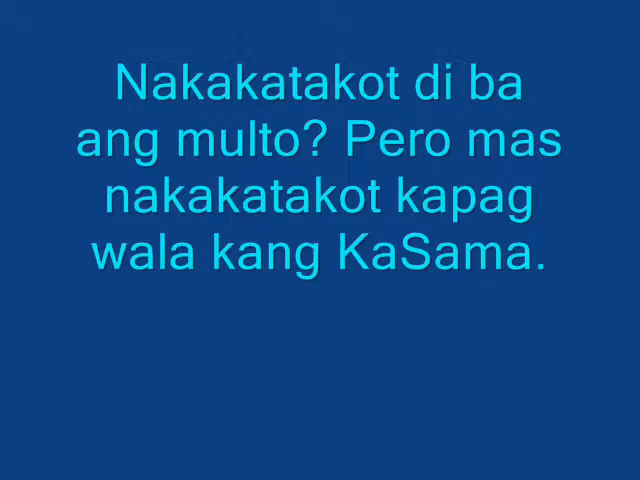 Nakakatakot di ba
ang multo? Pero mas
nakakatakot kapag
wala kang KaSama.